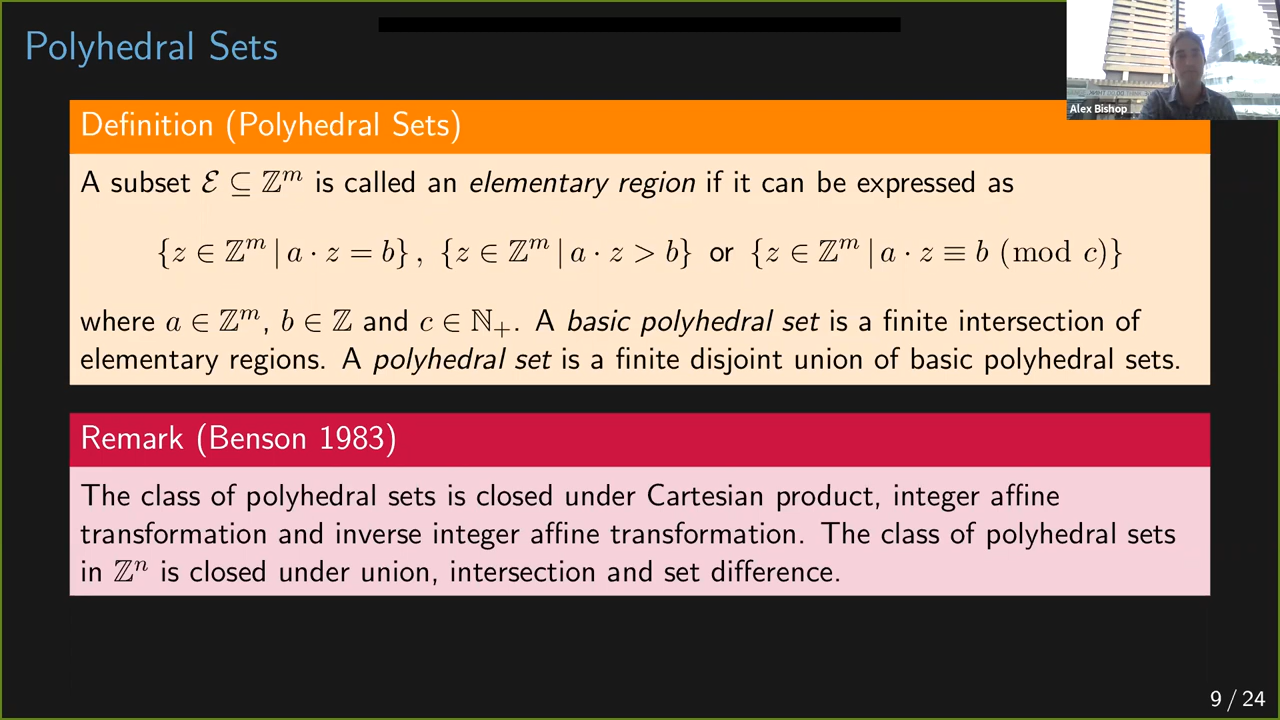 Polyhedral Sets
Alex Bishop
Definition (Polyhedral Sets)
A subset ℰ ⊆ ℤ^m is called an elementary region if it can be expressed as
{z ∈ ℤ^m | a · z = b}, {z ∈ ℤ^m | a · z > b} or {z ∈ ℤ^m | a · z ≡ b (mod c)}
where a ∈ ℤ^m, b ∈ ℤ and c ∈ ℕ₊. A basic polyhedral set is a finite intersection of
elementary regions. A polyhedral set is a finite disjoint union of basic polyhedral sets.
Remark (Benson 1983)
The class of polyhedral sets is closed under Cartesian product, integer affine
transformation and inverse integer affine transformation. The class of polyhedral sets
in ℤ^n is closed under union, intersection and set difference.
9 / 24